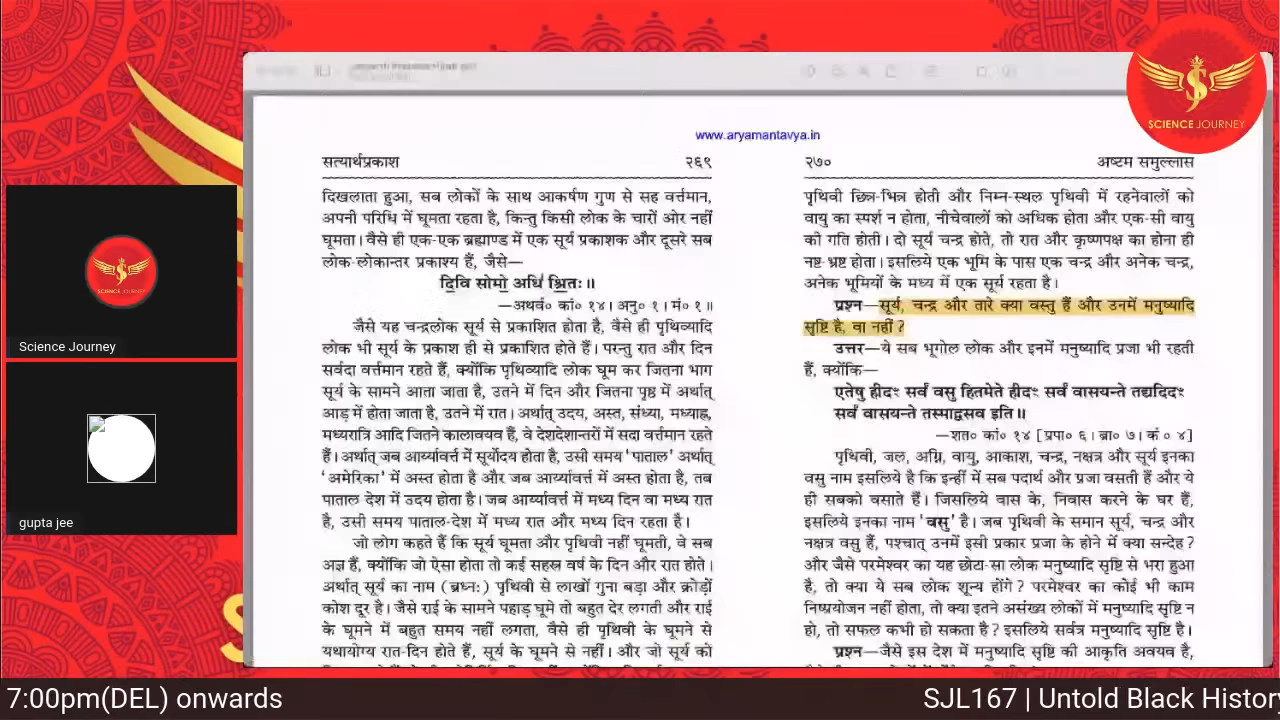 SCIENCE JOURNEY
www.aryamantavya.in
सत्यार्थप्रकाश २६९
दिखलाता हुआ, सब लोकों के साथ आकर्षण गुण से सह वर्त्तमान,
अपनी परिधि में घूमता रहता है, किन्तु किसी लोक के चारों ओर नहीं
घूमता। वैसे ही एक-एक ब्रह्माण्ड में एक सूर्य प्रकाशक और दूसरे सब
लोक-लोकान्तर प्रकाश्य हैं, जैसे—
दि॒वि सोमो॒ अधि॑ श्रि॒तः॥
—अथर्व० कां० १४। अनु० १। मं० १॥
जैसे यह चन्द्रलोक सूर्य से प्रकाशित होता है, वैसे ही पृथिव्यादि
लोक भी सूर्य के प्रकाश ही से प्रकाशित होते हैं। परन्तु रात और दिन
सर्वदा वर्त्तमान रहते हैं, क्योंकि पृथिव्यादि लोक घूम कर जितना भाग
सूर्य के सामने आता जाता है, उतने में दिन और जितना पृष्ठ में अर्थात्
आड़ में होता जाता है, उतने में रात। अर्थात् उदय, अस्त, संध्या, मध्याह्न,
मध्यरात्रि आदि जितने कालावयव हैं, वे देशदेशान्तरों में सदा वर्त्तमान रहते
हैं। अर्थात् जब आर्य्यावर्त्त में सूर्योदय होता है, उसी समय 'पाताल' अर्थात्
'अमेरिका' में अस्त होता है और जब आर्य्यावर्त्त में अस्त होता है, तब
पाताल देश में उदय होता है। जब आर्य्यावर्त्त में मध्य दिन वा मध्य रात
है, उसी समय पाताल-देश में मध्य रात और मध्य दिन रहता है।
जो लोग कहते हैं कि सूर्य घूमता और पृथिवी नहीं घूमती, वे सब
अज्ञ हैं, क्योंकि जो ऐसा होता तो कई सहस्र वर्ष के दिन और रात होते।
अर्थात् सूर्य का नाम (ब्रध्नः) पृथिवी से लाखों गुना बड़ा और क्रोड़ों
कोश दूर है। जैसे राई के सामने पहाड़ घूमे तो बहुत देर लगती और राई
के घूमने में बहुत समय नहीं लगता, वैसे ही पृथिवी के घूमने से
यथायोग्य रात-दिन होते हैं, सूर्य के घूमने से नहीं। और जो सूर्य को
२७० अष्टम समुल्लास
पृथिवी छिन्न-भिन्न होती और निम्न-स्थल पृथिवी में रहनेवालों को
वायु का स्पर्श न होता, नीचेवालों को अधिक होता और एक-सी वायु
की गति होती। दो सूर्य चन्द्र होते, तो रात और कृष्णपक्ष का होना ही
नष्ट-भ्रष्ट होता। इसलिये एक भूमि के पास एक चन्द्र और अनेक चन्द्र,
अनेक भूमियों के मध्य में एक सूर्य रहता है।
प्रश्न—सूर्य, चन्द्र और तारे क्या वस्तु हैं और उनमें मनुष्यादि
सृष्टि है, वा नहीं?
उत्तर—ये सब भूगोल लोक और इनमें मनुष्यादि प्रजा भी रहती
हैं, क्योंकि—
एतेषु हीदꣳ सर्वं वसु हितमेते हीदꣳ सर्वं वासयन्ते तद्यदिदꣳ
सर्वं वासयन्ते तस्माद्वसव इति॥
—शत० कां० १४ [प्रपा० ६। ब्रा० ७। कं० ४]
पृथिवी, जल, अग्नि, वायु, आकाश, चन्द्र, नक्षत्र और सूर्य इनका
वसु नाम इसलिये है कि इन्हीं में सब पदार्थ और प्रजा वसती हैं और ये
ही सबको वसाते हैं। जिसलिये वास के, निवास करने के घर हैं,
इसलिये इनका नाम 'वसु' है। जब पृथिवी के समान सूर्य, चन्द्र और
नक्षत्र वसु हैं, पश्चात् उनमें इसी प्रकार प्रजा के होने में क्या सन्देह?
और जैसे परमेश्वर का यह छोटा-सा लोक मनुष्यादि सृष्टि से भरा हुआ
है, तो क्या ये सब लोक शून्य होंगे? परमेश्वर का कोई भी काम
निष्प्रयोजन नहीं होता, तो क्या इतने असंख्य लोकों में मनुष्यादि सृष्टि न
हो, तो सफल कभी हो सकता है? इसलिये सर्वत्र मनुष्यादि सृष्टि है।
प्रश्न—जैसे इस देश में मनुष्यादि सृष्टि की आकृति अवयव है,
Science Journey
gupta jee
7:00pm(DEL) onwards
SJL167 | Untold Black History